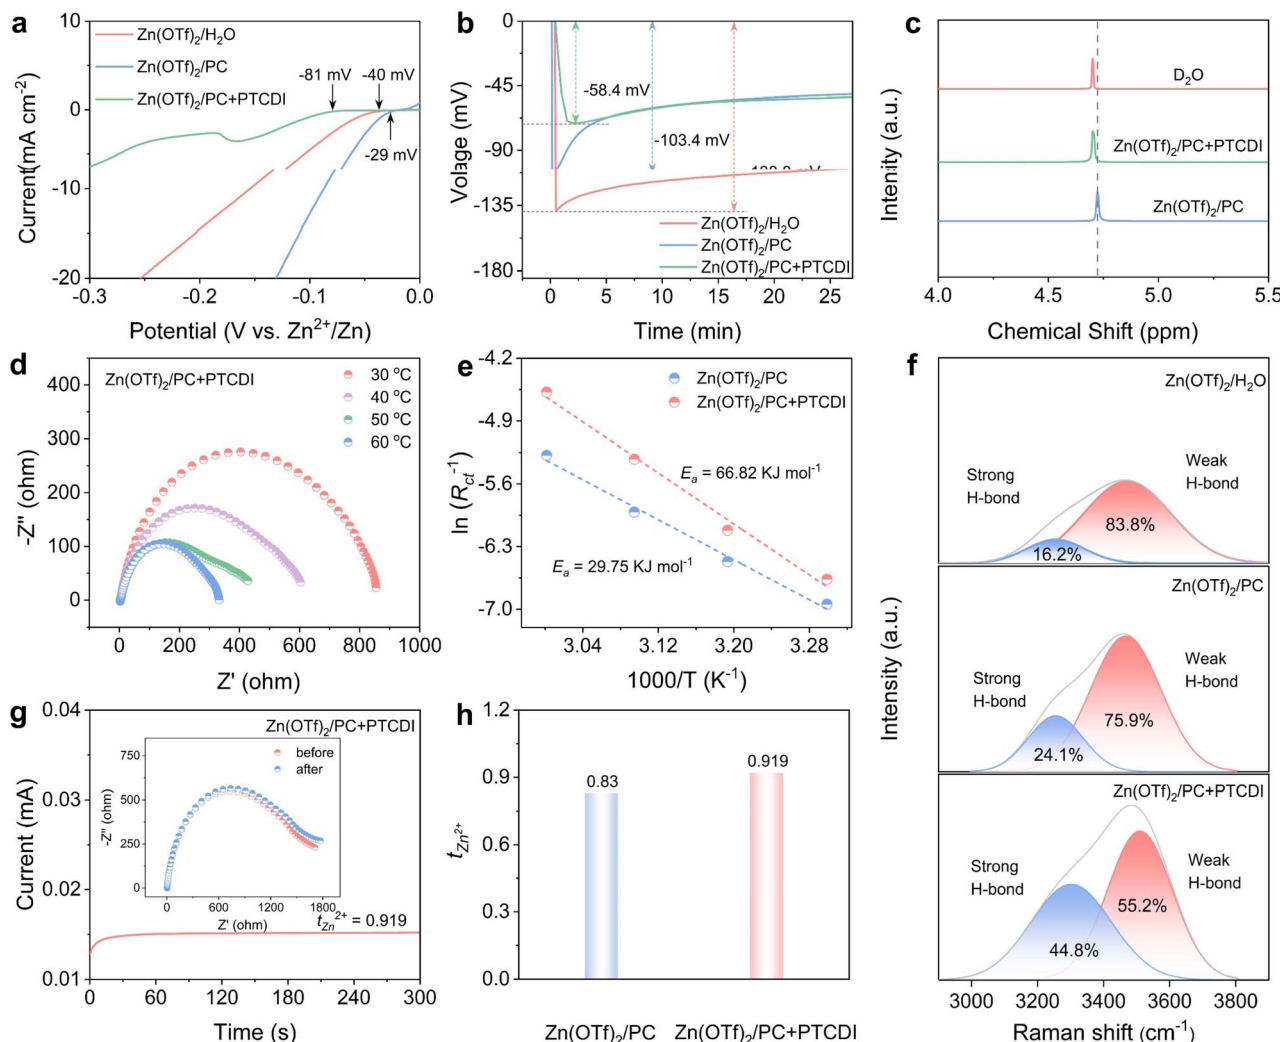 a
10
0
-10
-20
-0.3
-0.2
-0.1
0.0
Current(mA cm⁻²)
Potential (V vs. Zn²⁺/Zn)
Zn(OTf)₂/H₂O
Zn(OTf)₂/PC
Zn(OTf)₂/PC+PTCDI
-81 mV
-40 mV
-29 mV
b
0
-45
-90
-135
-180
0
5
10
15
20
25
Volage (mV)
Time (min)
-58.4 mV
-103.4 mV
Zn(OTf)₂/H₂O
Zn(OTf)₂/PC
Zn(OTf)₂/PC+PTCDI
c
Intenity (a.u.)
D₂O
Zn(OTf)₂/PC+PTCDI
Zn(OTf)₂/PC
4.0
4.5
5.0
5.5
Chemical Shift (ppm)
d
Zn(OTf)₂/PC+PTCDI
30 °C
40 °C
50 °C
60 °C
400
300
200
100
0
0
200
400
600
800
1000
-Z'' (ohm)
Z' (ohm)
e
-4.2
-4.9
-5.6
-6.3
-7.0
3.04
3.12
3.20
3.28
ln (R_ct⁻¹)
1000/T (K⁻¹)
Zn(OTf)₂/PC
Zn(OTf)₂/PC+PTCDI
Eₐ = 66.82 KJ mol⁻¹
Eₐ = 29.75 KJ mol⁻¹
f
Zn(OTf)₂/H₂O
Strong
H-bond
Weak
H-bond
83.8%
16.2%
Zn(OTf)₂/PC
Strong
H-bond
Weak
H-bond
75.9%
24.1%
Zn(OTf)₂/PC+PTCDI
Strong
H-bond
Weak
H-bond
55.2%
44.8%
3000
3200
3400
3600
3800
Intensity (a.u.)
Raman shift (cm⁻¹)
g
0.04
0.03
0.02
0.01
0
60
120
180
240
300
Current (mA)
Time (s)
Zn(OTf)₂/PC+PTCDI
before
after
750
500
250
0
0
600
1200
1800
-Z'' (ohm)
Z' (ohm)
t_Zn²⁺ = 0.919
h
1.2
0.9
0.6
0.3
0.0
t_Zn²⁺
0.83
0.919
Zn(OTf)₂/PC
Zn(OTf)₂/PC+PTCDI